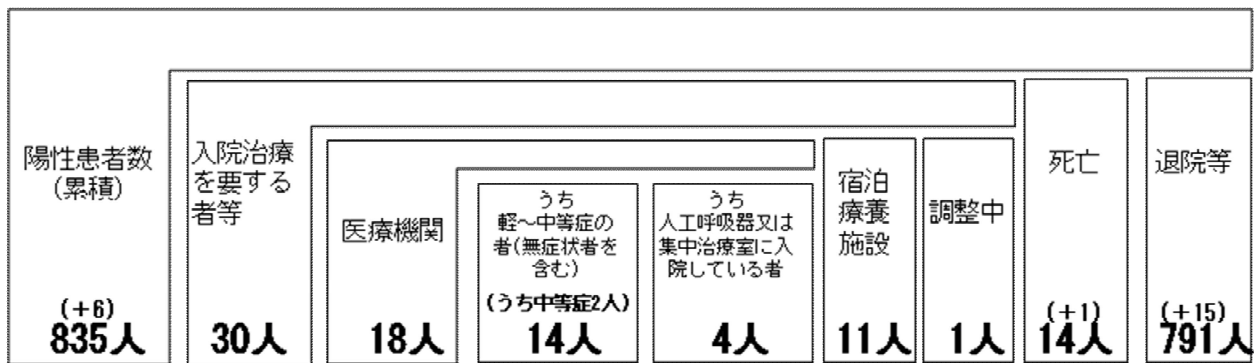 陽性患者数
(累積)
(+6)
835人
入院治療
を要する
者等
30人
医療機関
18人
うち
軽~中等症の
者(無症状者を
含む)
(うち中等症2人)
14人
うち
人工呼吸器又は
集中治療室に入
院している者
4人
宿泊
療養
施設
11人
調整中
1人
死亡
(+1)
14人
退院等
(+15)
791人